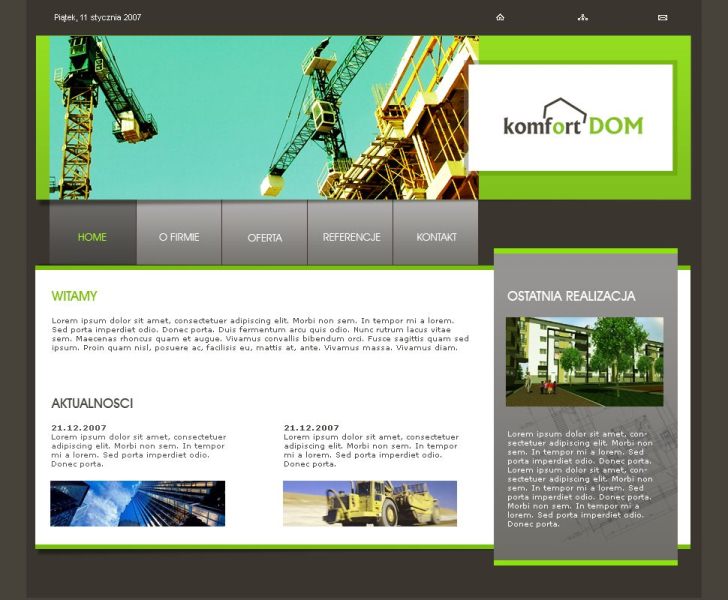 Piątek, 11 stycznia 2007
komfort DOM
HOME
O FIRMIE
OFERTA
REFERENCJE
KONTAKT
WITAMY
Lorem ipsum dolor sit amet, consectetuer adipiscing elit. Morbi non sem. In tempor mi a lorem.
Sed porta imperdiet odio. Donec porta. Duis fermentum arcu quis odio. Nunc rutrum lacus vitae
sem. Maecenas rhoncus quam et augue. Vivamus convallis bibendum orci. Fusce sagittis quam sed
ipsum. Proin quam nisl, posuere ac, facilisis eu, mattis at, ante. Vivamus massa. Vivamus diam.
AKTUALNOSCI
21.12.2007
Lorem ipsum dolor sit amet, consectetuer
adipiscing elit. Morbi non sem. In tempor
mi a lorem. Sed porta imperdiet odio.
Donec porta.
21.12.2007
Lorem ipsum dolor sit amet, consectetuer
adipiscing elit. Morbi non sem. In tempor
mi a lorem. Sed porta imperdiet odio.
Donec porta.
OSTATNIA REALIZACJA
Lorem ipsum dolor sit amet, con-
sectetuer adipiscing elit. Morbi non
sem. In tempor mi a lorem. Sed
porta imperdiet odio. Donec porta.
Lorem ipsum dolor sit amet, con-
sectetuer adipiscing elit. Morbi non
sem. In tempor mi a lorem. Sed
porta imperdiet odio. Donec porta.
sem. In tempor mi a lorem. Sed
lorem. Sed porta imperdiet odio.
Donec porta.